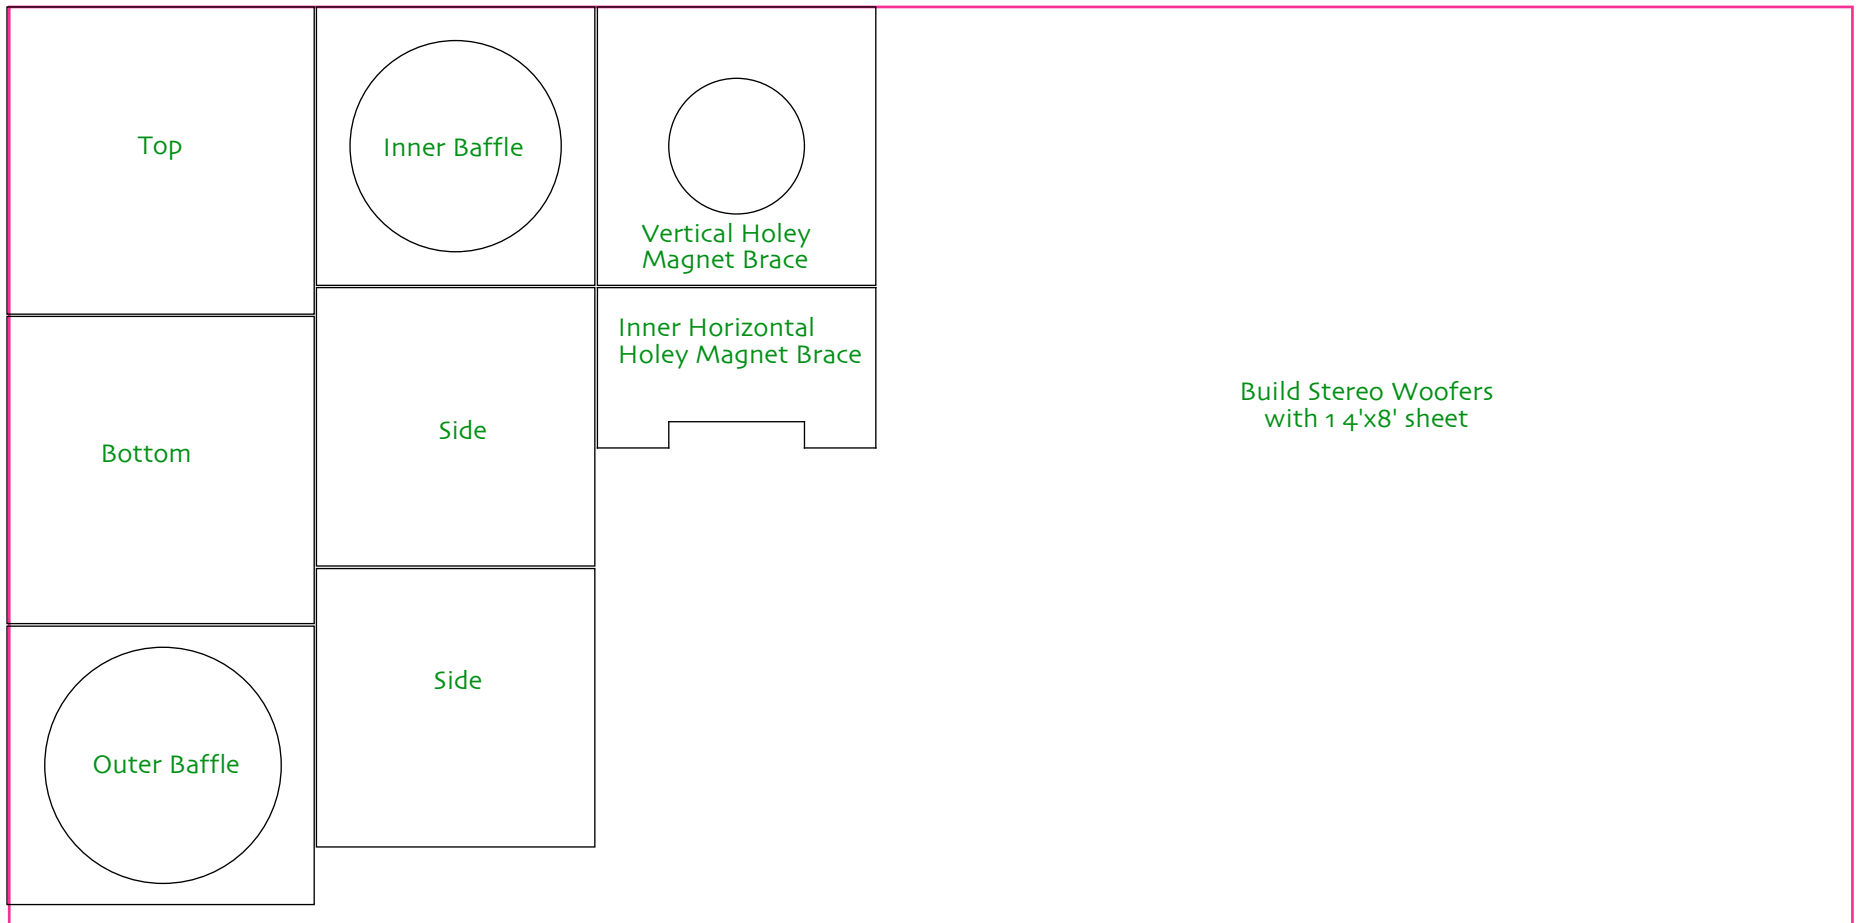 Top
Inner Baffle
Vertical Holey
Magnet Brace
Inner Horizontal
Holey Magnet Brace
Build Stereo Woofers
with 1 4'x8' sheet
Side
Bottom
Side
Outer Baffle